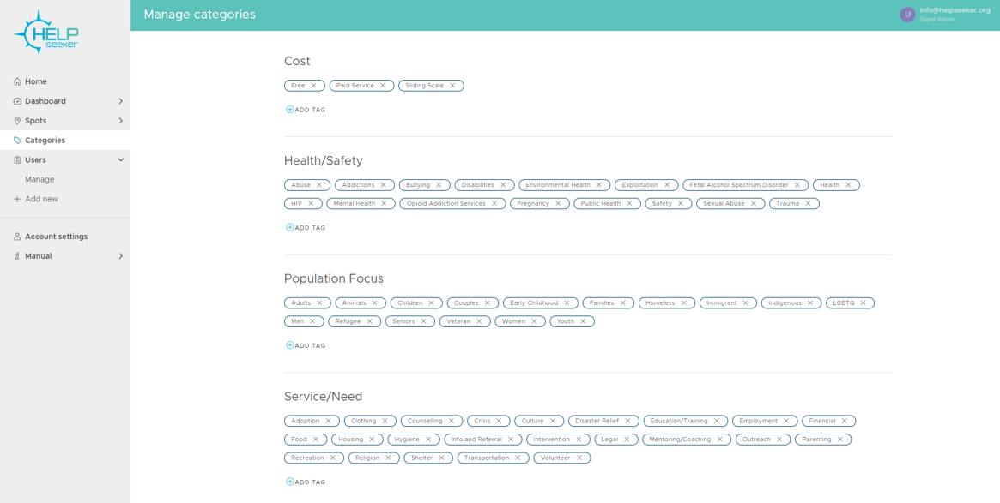 HELP
seeker
Home
Dashboard
Spots
Categories
Users
Manage
Add new
Account settings
Manual
Manage categories
U
info@helpseeker.org
Super Admin
Cost
Free Paid Service Sliding Scale
ADD TAG
Health/Safety
Abuse Addictions Bullying Disabilities Environmental Health Exploitation Fetal Alcohol Spectrum Disorder Health
HIV Mental Health Opioid Addiction Services Pregnancy Public Health Safety Sexual Abuse Trauma
ADD TAG
Population Focus
Adults Animals Children Couples Early Childhood Families Homeless Immigrant Indigenous LGBTQ
Men Refugee Seniors Veteran Women Youth
ADD TAG
Service/Need
Adoption Clothing Counselling Crisis Culture Disaster Relief Education/Training Employment Financial
Food Housing Hygiene Info and Referral Intervention Legal Mentoring/Coaching Outreach Parenting
Recreation Religion Shelter Transportation Volunteer
ADD TAG